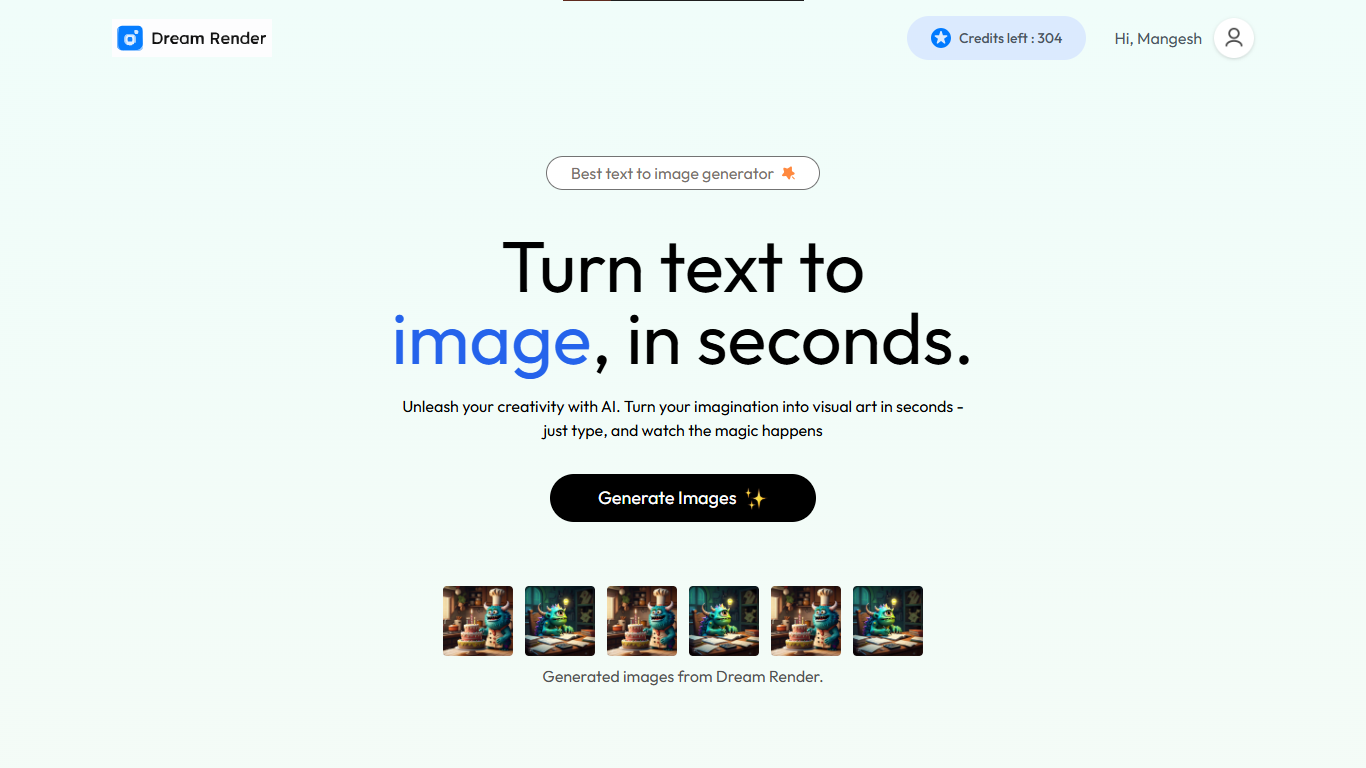 Dream Render
Credits left : 304
Hi, Mangesh
Best text to image generator
Turn text to
image, in seconds.
Unleash your creativity with AI. Turn your imagination into visual art in seconds -
just type, and watch the magic happens
Generate Images ✨
Generated images from Dream Render.